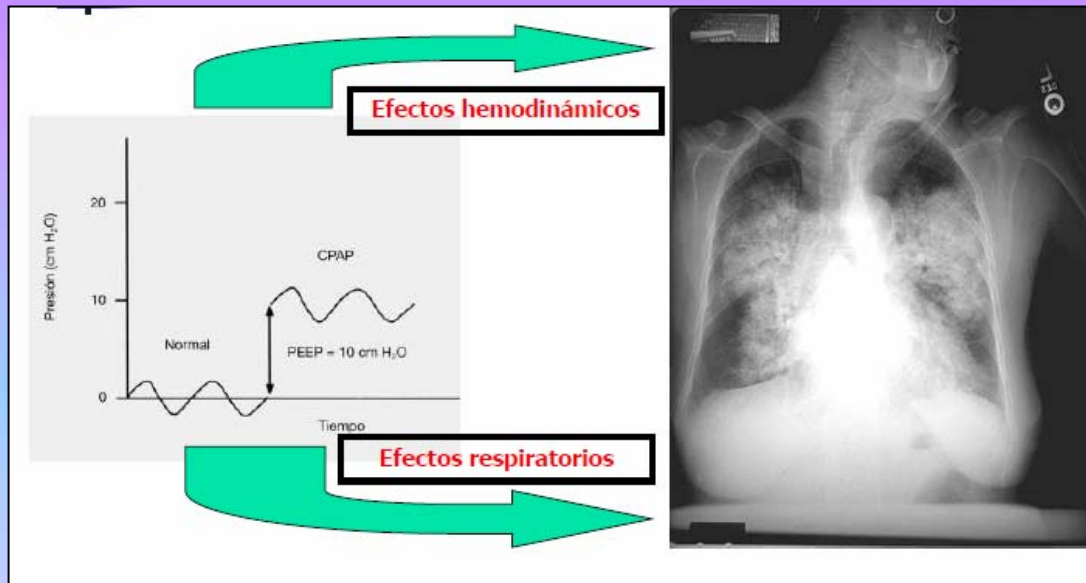 Efectos hemodinámicos
Presión (cm H₂O)
20
10
0
CPAP
Normal
PEEP = 10 cm H₂O
Tiempo
Efectos respiratorios